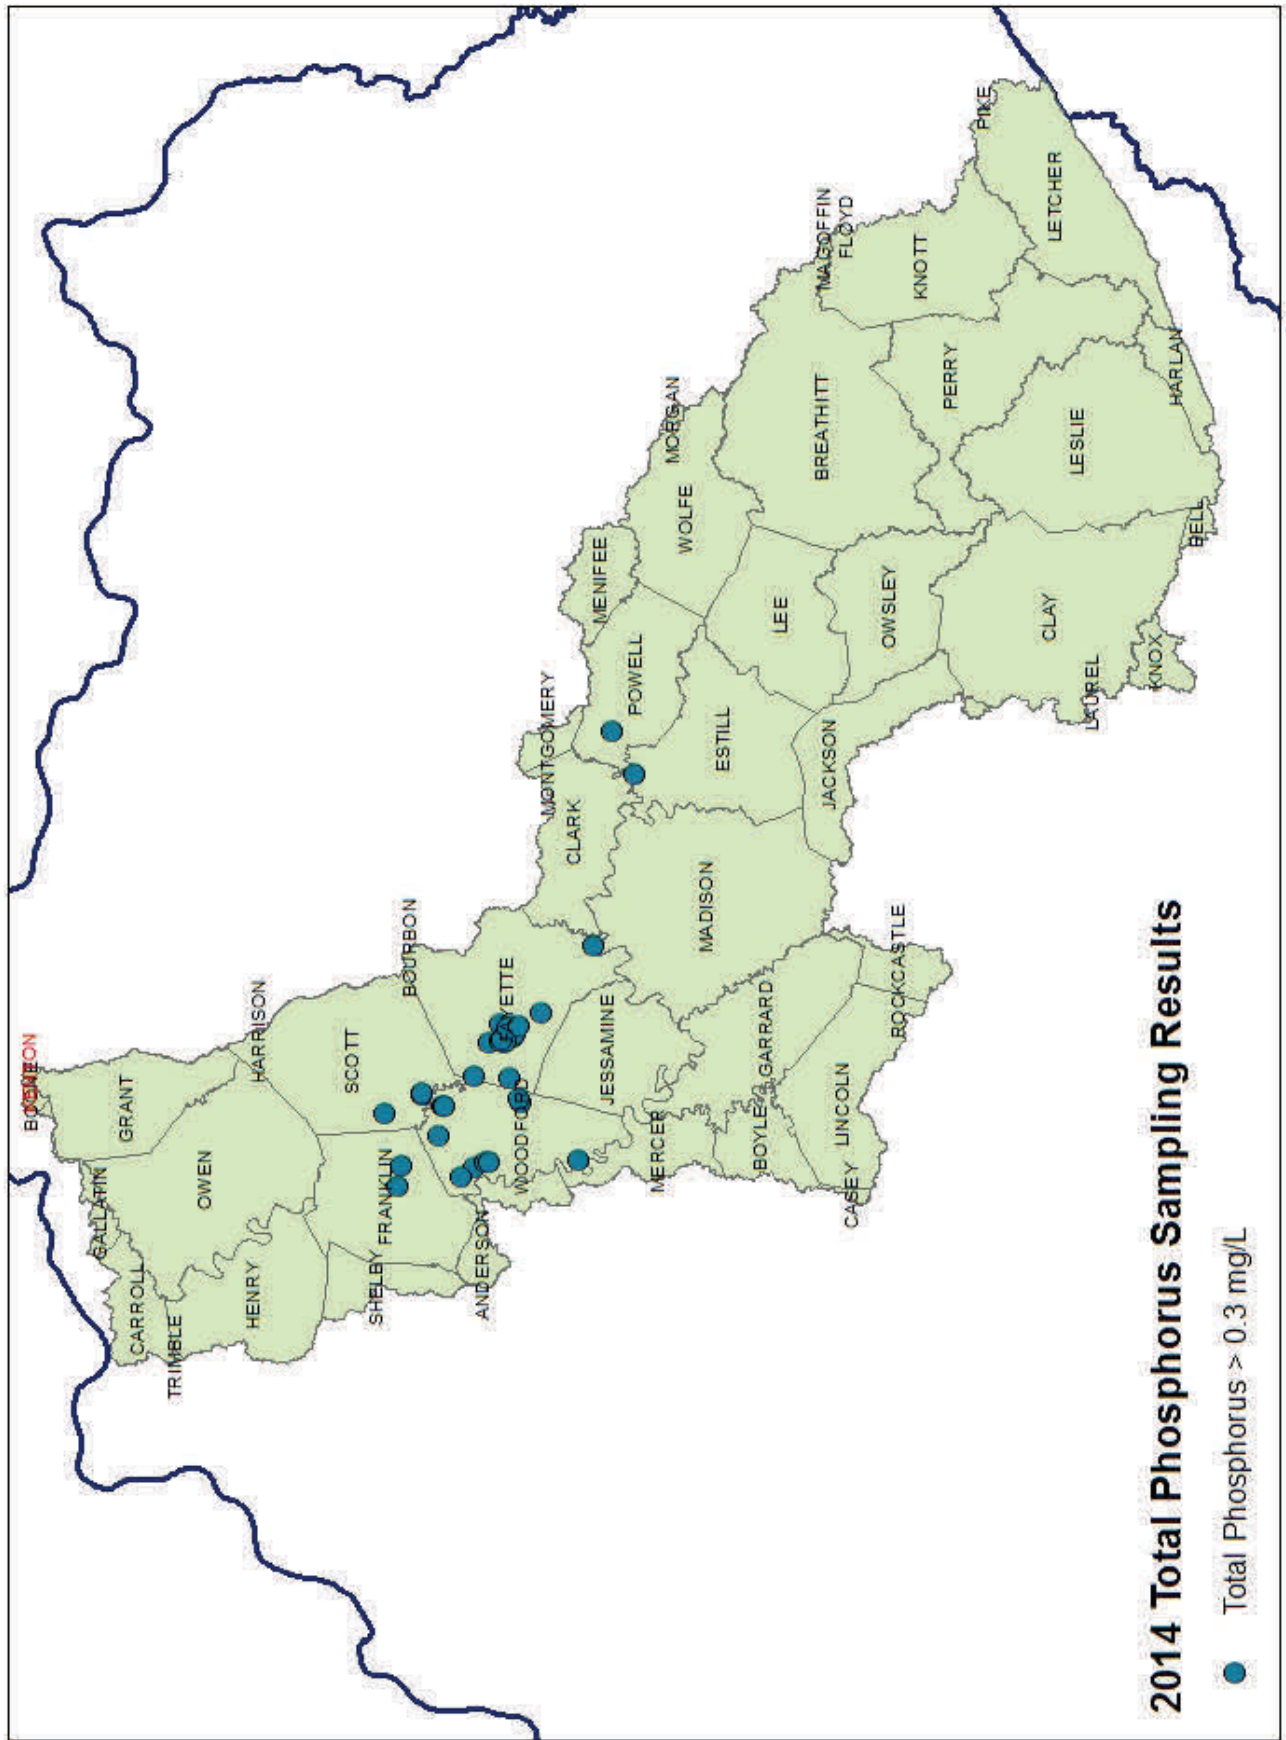 BOONE
KENTON
GRANT
GALLATIN
CARROLL
TRIMBLE
OWEN
HENRY
HARRISON
SCOTT
BOURBON
FRANKLIN
SHELBY
ANDERSON
WOODFORD
FAYETTE
JESSAMINE
MERCER
CLARK
MONTGOMERY
POWELL
MENIFEE
MORGAN
WOLFE
MADISON
ESTILL
LEE
GARRARD
BOYLE
LINCOLN
CASEY
ROCKCASTLE
JACKSON
OWSLEY
BREATHITT
MAGOFFIN
FLOYD
KNOTT
PIKE
LETCHER
PERRY
LESLIE
HARLAN
CLAY
BELL
LAUREL
KNOX
2014 Total Phosphorus Sampling Results
Total Phosphorus > 0.3 mg/L